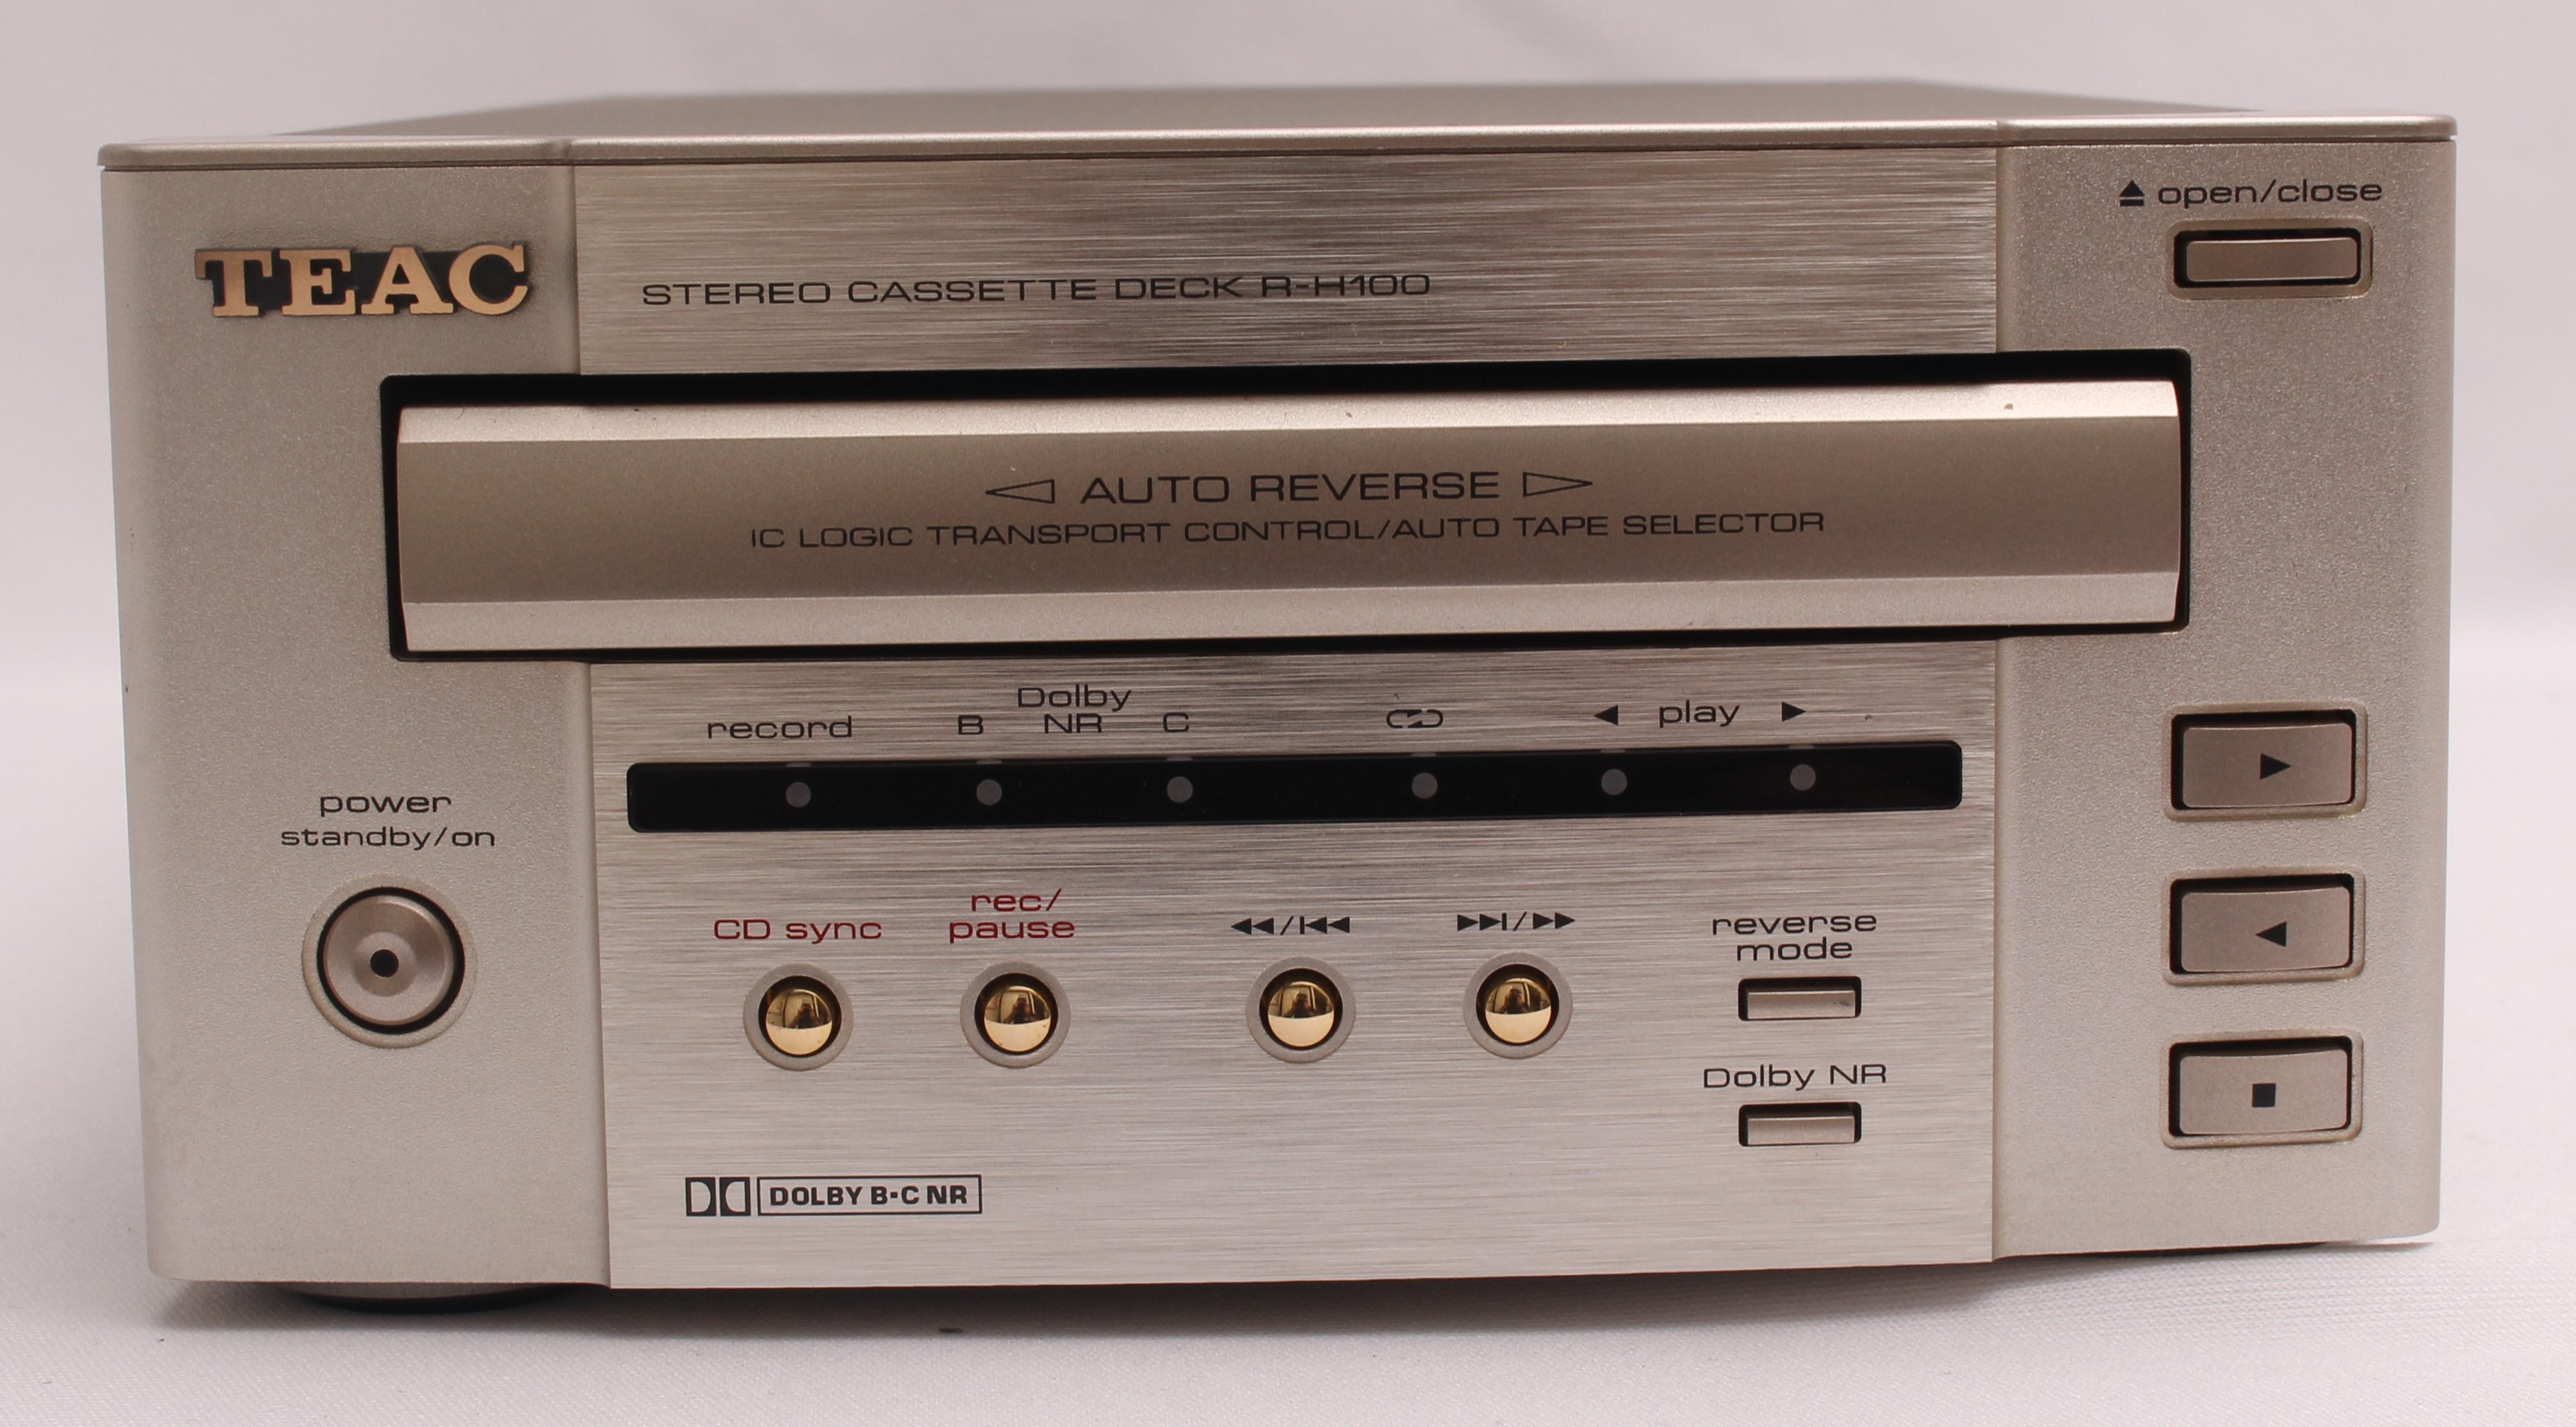 open/close
TEAC
STEREO CASSETTE DECK R-H100
AUTO REVERSE
IC LOGIC TRANSPORT CONTROL/AUTO TAPE SELECTOR
record
Dolby
B NR C
play
power
standby/on
CD sync
rec/
pause
reverse
mode
Dolby NR
DOLBY B·C NR